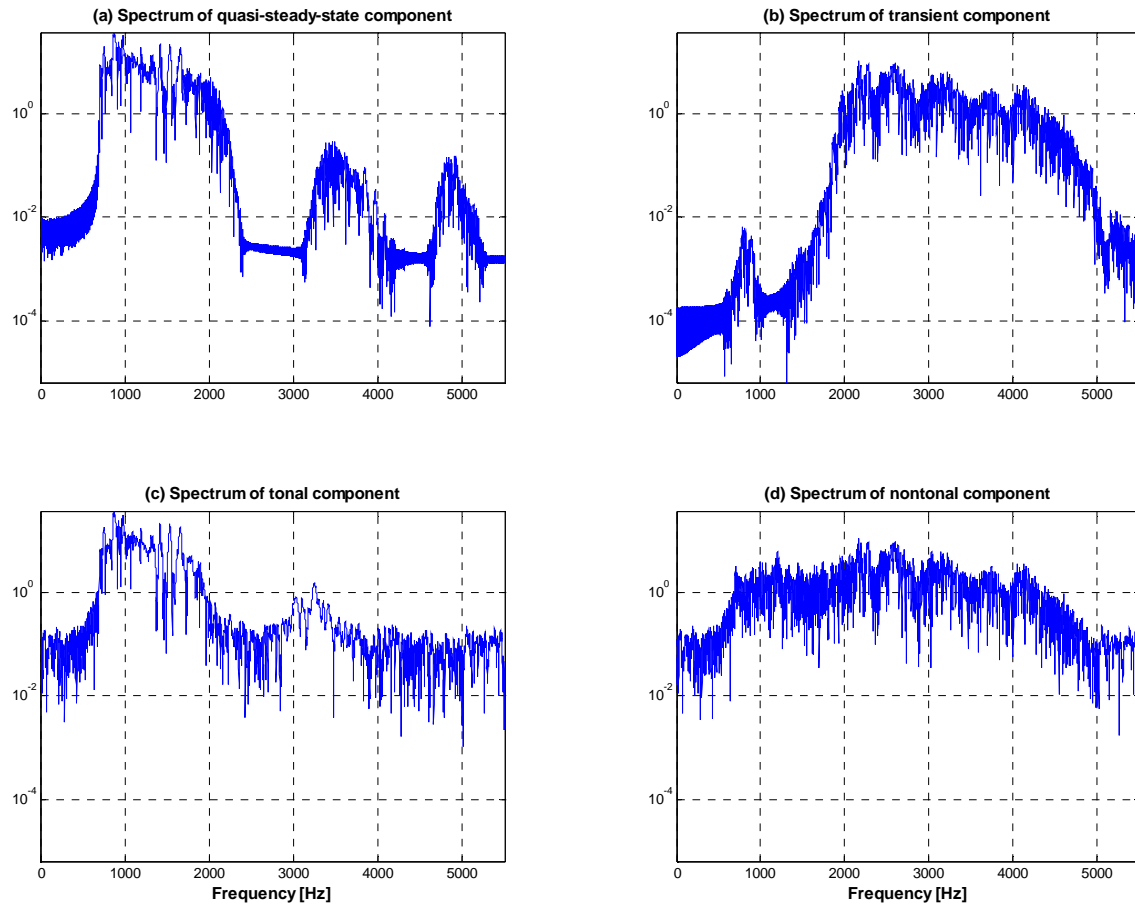 (a) Spectrum of quasi-steady-state component
(b) Spectrum of transient component
10^0
10^-2
10^-4
0 1000 2000 3000 4000 5000
10^0
10^-2
10^-4
0 1000 2000 3000 4000 5000
(c) Spectrum of tonal component
(d) Spectrum of nontonal component
10^0
10^-2
10^-4
0 1000 2000 3000 4000 5000
Frequency [Hz]
10^0
10^-2
10^-4
0 1000 2000 3000 4000 5000
Frequency [Hz]